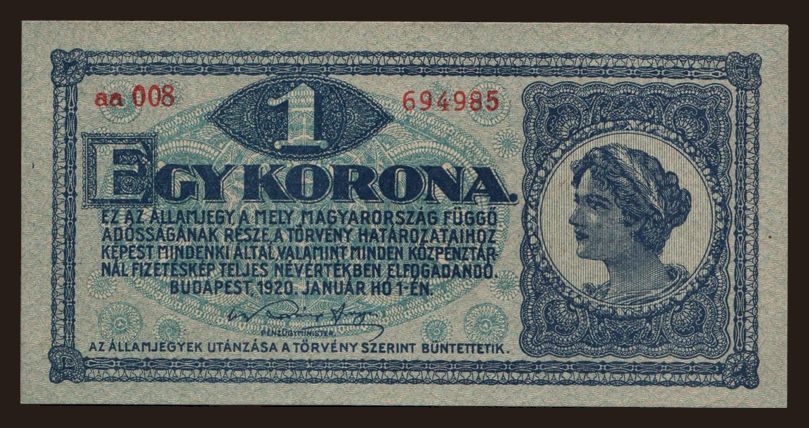 aa 008
694985
1
EGY KORONA.
EZ AZ ÁLLAMJEGY, A MELY MAGYARORSZÁG FÜGGŐ
ADÓSSÁGÁNAK RÉSZE, A TÖRVÉNY HATÁROZATAIHOZ
KÉPEST MINDENKI ÁLTAL, VALAMINT MINDEN KÖZPÉNZTÁR-
NÁL FIZETÉSKÉP TELJES NÉVÉRTÉKBEN ELFOGADANDÓ.
BUDAPEST, 1920. JANUÁR HÓ 1-ÉN.
PÉNZÜGYMINISTER.
AZ ÁLLAMJEGYEK UTÁNZÁSA A TÖRVÉNY SZERINT BÜNTETTETIK.